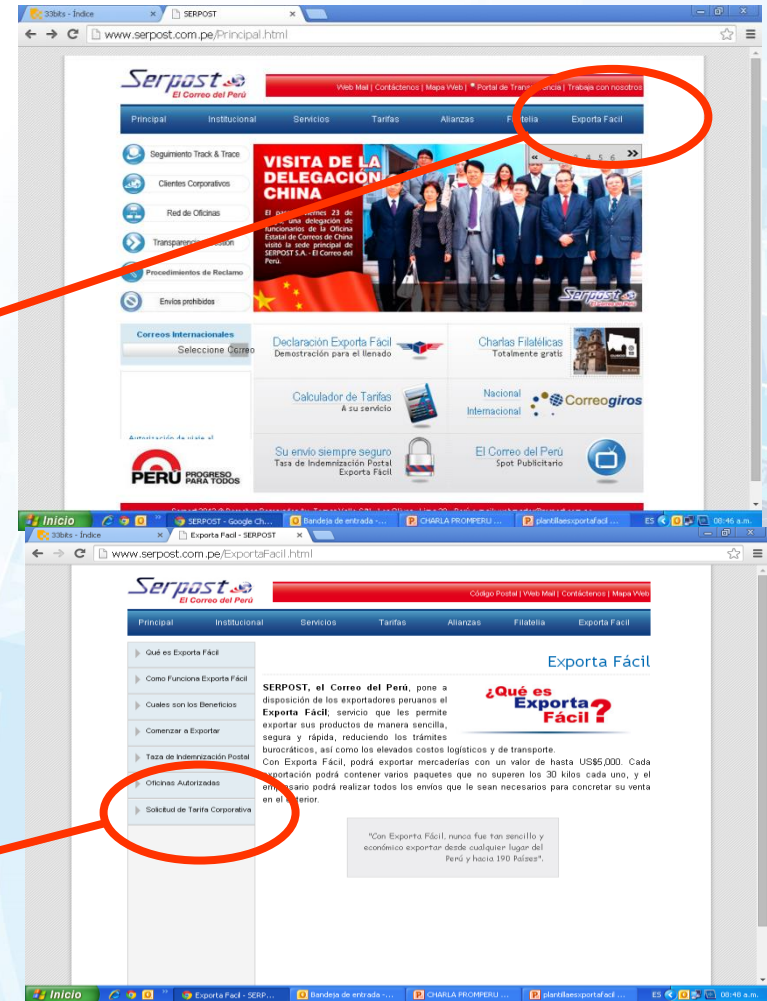 33bits - Índice
SERPOST
www.serpost.com.pe/Principal.html
Serpost
El Correo del Perú
Web Mail | Contáctenos | Mapa Web | Portal de Transparencia | Trabaja con nosotros
Principal Institucional Servicios Tarifas Alianzas Filatelia Exporta Facil
Seguimiento Track & Trace
Clientes Corporativos
Red de Oficinas
Procedimientos de Reclamo
Envios prohibidos
VISITA DE LA
DELEGACIÓN
CHINA
funcionarios de la Oficina
Estatal de Correos de China
visitó la sede principal de
SERPOST S.A. - El Correo del
Perú.
« 4 5 6 »
Serpost
Correos Internacionales
Seleccione Correo
Declaración Exporta Fácil
Demostración para el llenado
Charlas Filatélicas
Totalmente gratis
Calculador de Tarifas
A su servicio
Nacional
Internacional
Correogiros
Su envío siempre seguro
Tasa de Indemnización Postal
Exporta Fácil
El Correo del Perú
Spot Publicitario
PERÚ PROGRESO
PARA TODOS
Inicio
SERPOST - Google Ch...
Bandeja de entrada -...
CHARLA PROMPERU ...
plantillaesxportafacil ...
ES
08:46 a.m.
33bits - Índice
Exporta Facil - SERPOST
www.serpost.com.pe/ExportaFacil.html
Serpost
El Correo del Perú
Código Postal | Web Mail | Contáctenos | Mapa Web
Principal Institucional Servicios Tarifas Alianzas Filatelia Exporta Facil
Qué es Exporta Fácil
Como Funciona Exporta Fácil
Cuales son los Beneficios
Comenzar a Exportar
Taza de Indemnización Postal
Oficinas Autorizadas
Solicitud de Tarifa Corporativa
Exporta Fácil
¿Qué es
Exporta
Fácil ?
SERPOST, el Correo del Perú, pone a
disposición de los exportadores peruanos el
Exporta Fácil; servicio que les permite
exportar sus productos de manera sencilla,
segura y rápida, reduciendo los trámites
burocráticos, así como los elevados costos logísticos y de transporte.
Con Exporta Fácil, podrá exportar mercaderías con un valor de hasta US$5,000. Cada
exportación podrá contener varios paquetes que no superen los 30 kilos cada uno, y el
empresario podrá realizar todos los envíos que le sean necesarios para concretar su venta
en el exterior.
"Con Exporta Fácil, nunca fue tan sencillo y
económico exportar desde cualquier lugar del
Perú y hacia 190 Países".
Inicio
Exporta Facil - SERP...
Bandeja de entrada -...
CHARLA PROMPERU ...
plantillaesxportafacil ...
ES
08:46 a.m.